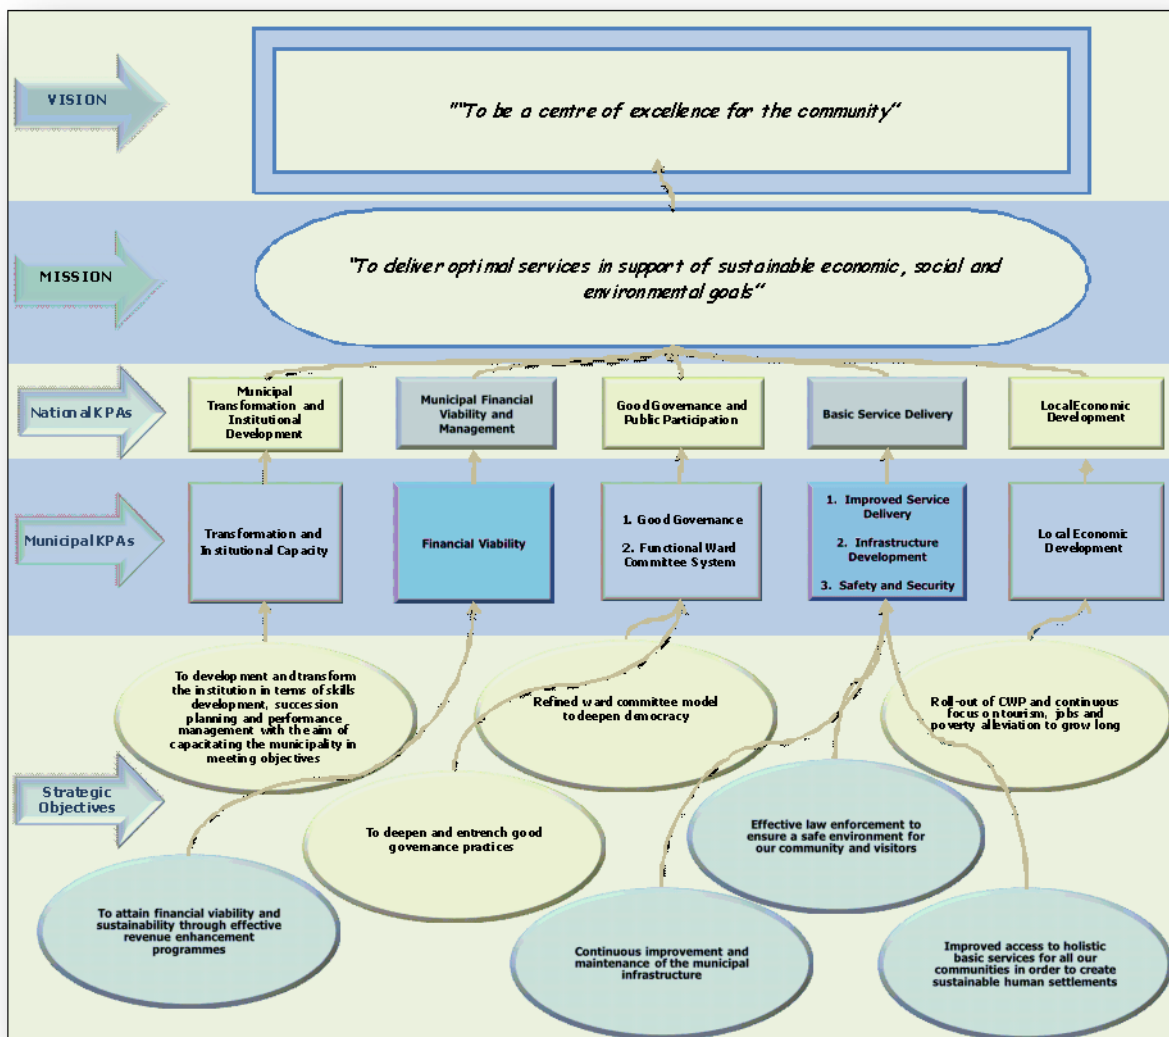 VISION
""To be a centre of excellence for the community"
MISSION
"To deliver optimal services in support of sustainable economic, social and
environmental goals"
National KPAs
Municipal
Transformation and
Institutional
Development
Municipal Financial
Viability and
Management
Good Governance and
Public Participation
Basic Service Delivery
Local Economic
Development
Municipal KPAs
Transformation and
Institutional Capacity
Financial Viability
1. Good Governance
2. Functional Ward
Committee System
1. Improved Service
Delivery
2. Infrastructure
Development
3. Safety and Security
Local Economic
Development
Strategic
Objectives
To development and transform
the institution in terms of skills
development, succession
planning and performance
management with the aim of
capacitating the municipality in
meeting objectives
Refined ward committee model
to deepen democracy
Roll-out of CWP and continuous
focus on tourism, jobs and
poverty alleviation to grow long
To deepen and entrench good
governance practices
Effective law enforcement to
ensure a safe environment for
our community and visitors
To attain financial viability and
sustainability through effective
revenue enhancement
programmes
Continuous improvement and
maintenance of the municipal
infrastructure
Improved access to holistic
basic services for all our
communities in order to create
sustainable human settlements